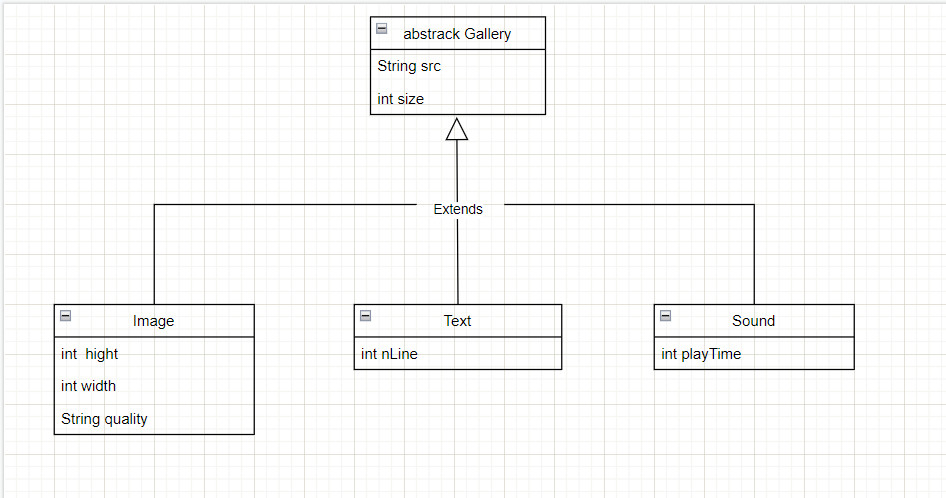 abstrack Gallery
String src
int size
Extends
Image
int  hight
int width
String quality
Text
int nLine
Sound
int playTime